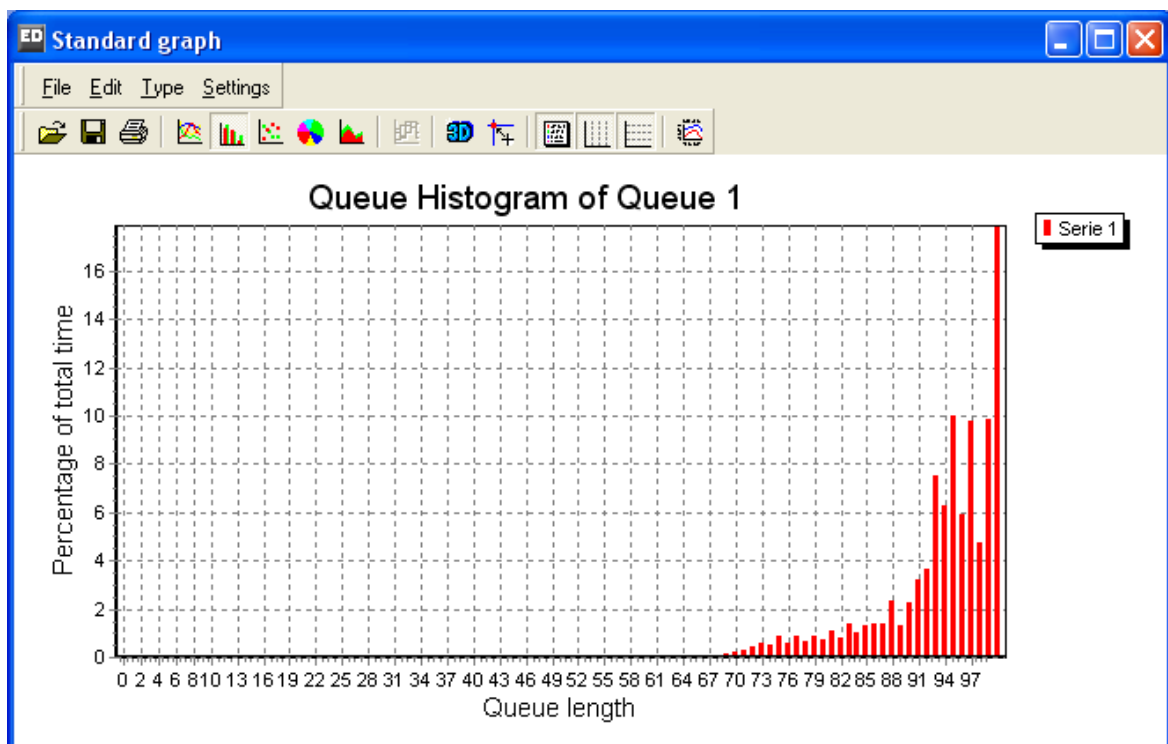 ED Standard graph
File Edit Type Settings
3D
Queue Histogram of Queue 1
Serie 1
Percentage of total time
16
14
12
10
8
6
4
2
0
0 2 4 6 8 10 13 16 19 22 25 28 31 34 37 40 43 46 49 52 55 58 61 64 67 70 73 76 79 82 85 88 91 94 97
Queue length